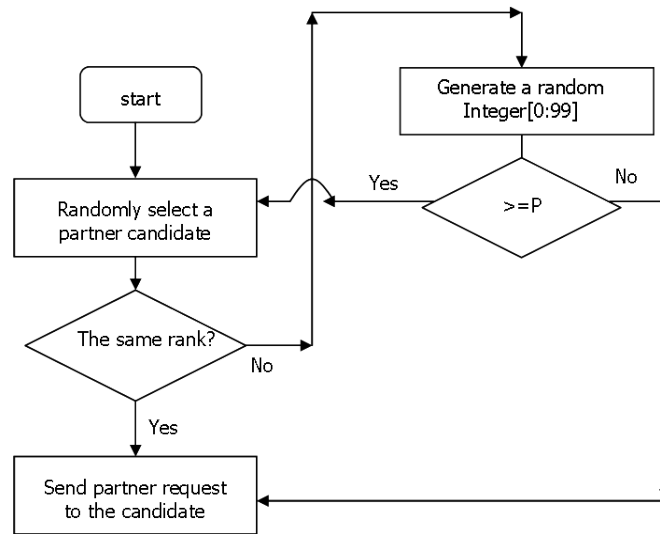 start
Generate a random
Integer[0:99]
Yes
No
>=P
Randomly select a
partner candidate
The same rank?
No
Yes
Send partner request
to the candidate